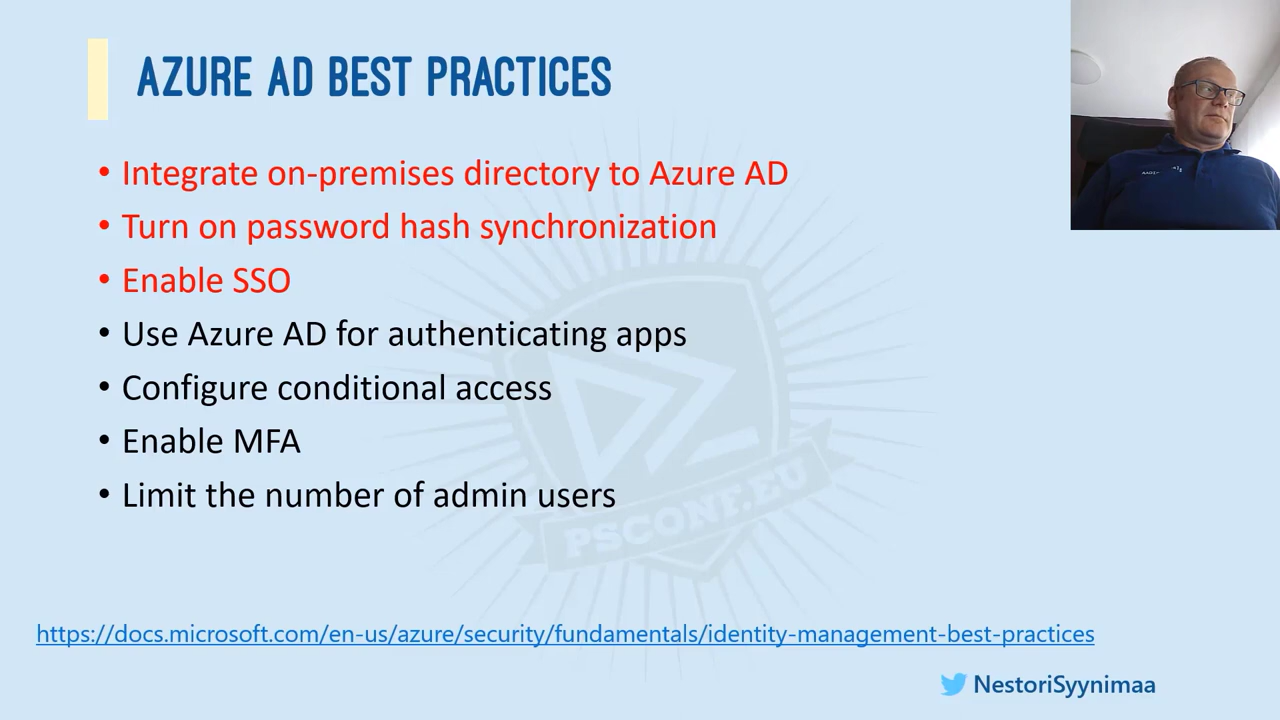 AZURE AD BEST PRACTICES
• Integrate on-premises directory to Azure AD
• Turn on password hash synchronization
• Enable SSO
• Use Azure AD for authenticating apps
• Configure conditional access
• Enable MFA
• Limit the number of admin users
PSCONF.EU
https://docs.microsoft.com/en-us/azure/security/fundamentals/identity-management-best-practices
NestoriSyynimaa